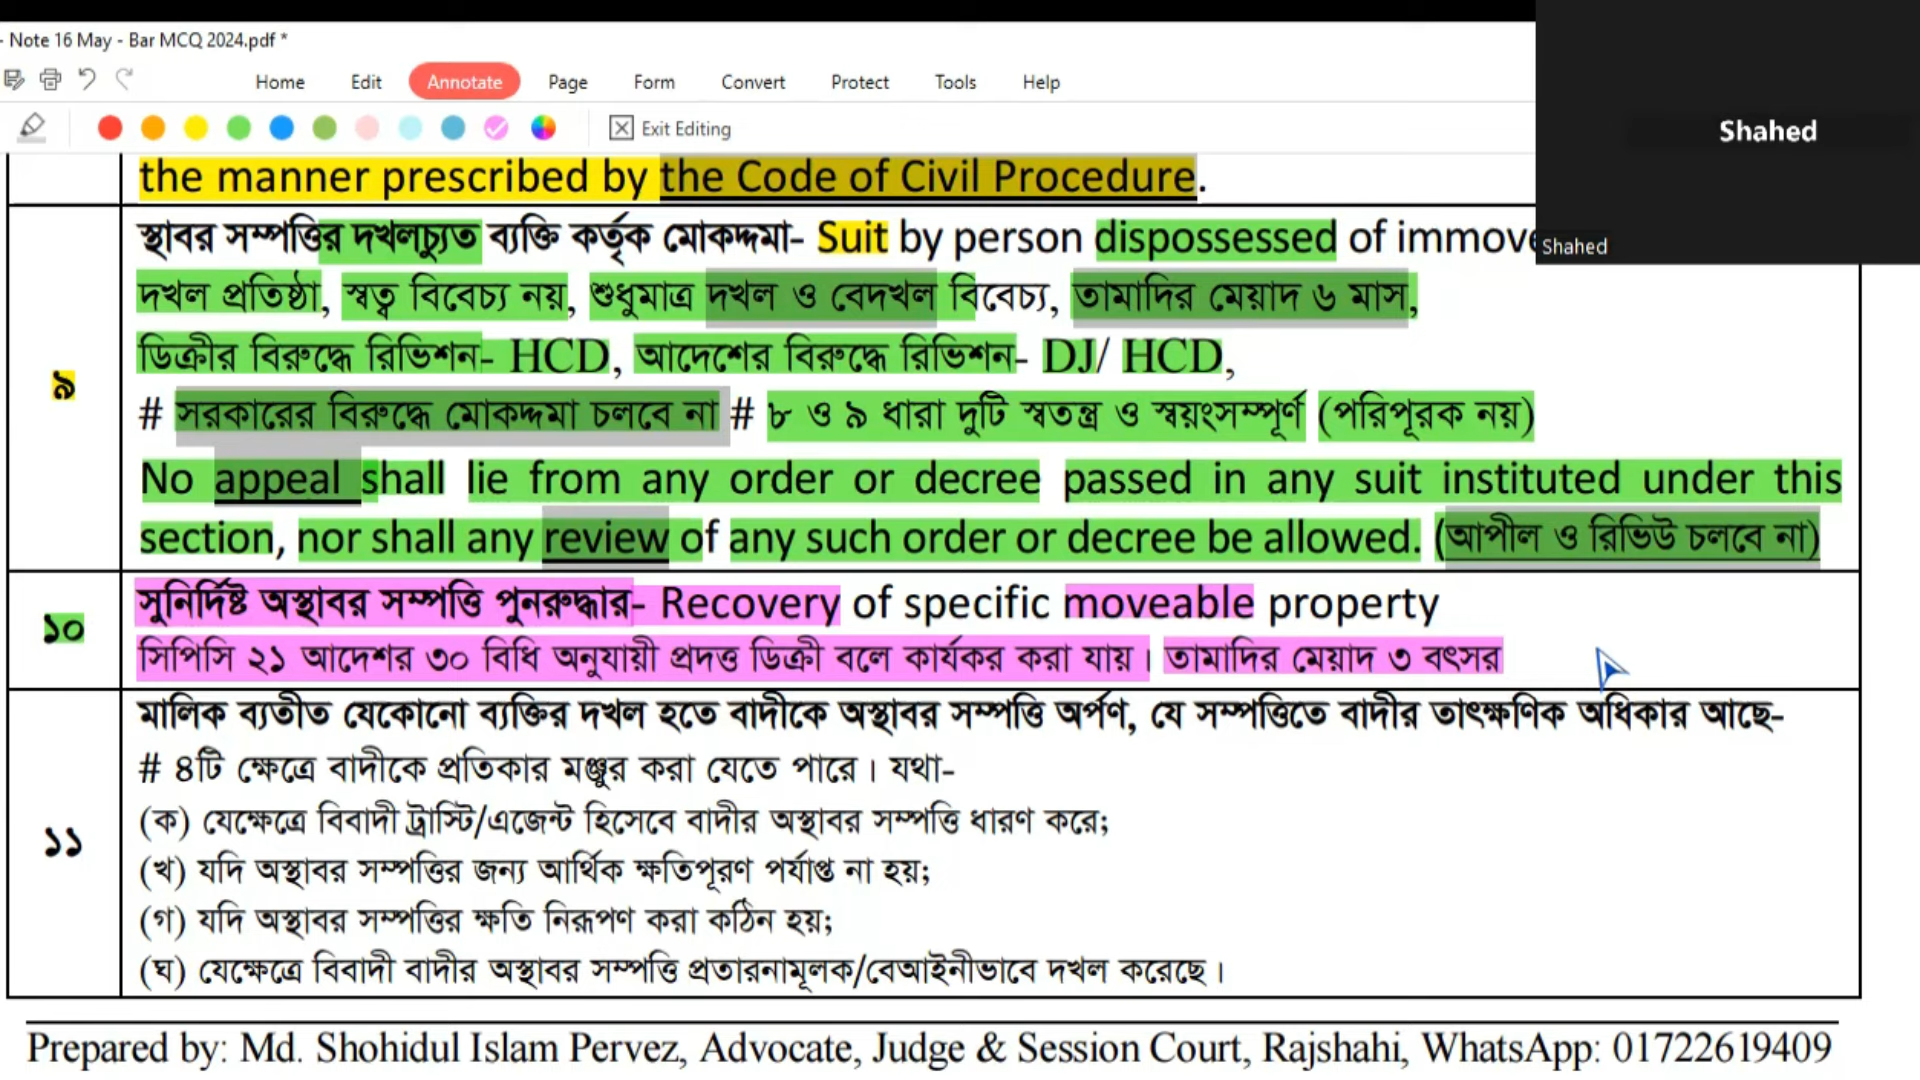 - Note 16 May - Bar MCQ 2024.pdf *
Home Edit Annotate Page Form Convert Protect Tools Help
Exit Editing
Shahed
Shahed
the manner prescribed by the Code of Civil Procedure.
৯
স্থাবর সম্পত্তির দখলচ্যুত ব্যক্তি কর্তৃক মোকদ্দমা- Suit by person dispossessed of
দখল প্রতিষ্ঠা, স্বত্ব বিবেচ্য নয়, শুধুমাত্র দখল ও বেদখল বিবেচ্য, তামাদির মেয়াদ ৬ মাস,
ডিক্রীর বিরুদ্ধে রিভিশন- HCD, আদেশের বিরুদ্ধে রিভিশন- DJ/ HCD,
# সরকারের বিরুদ্ধে মোকদ্দমা চলবে না # ৮ ও ৯ ধারা দুটি স্বতন্ত্র ও স্বয়ংসম্পূর্ণ (পরিপূরক নয়)
No appeal shall lie from any order or decree passed in any suit instituted under this
section, nor shall any review of any such order or decree be allowed. (আপীল ও রিভিউ চলবে না)
১০
সুনির্দিষ্ট অস্থাবর সম্পত্তি পুনরুদ্ধার- Recovery of specific moveable property
সিপিসি ২১ আদেশর ৩০ বিধি অনুযায়ী প্রদত্ত ডিক্রী বলে কার্যকর করা যায়। তামাদির মেয়াদ ৩ বৎসর
১১
মালিক ব্যতীত যেকোনো ব্যক্তির দখল হতে বাদীকে অস্থাবর সম্পত্তি অর্পণ, যে সম্পত্তিতে বাদীর তাৎক্ষণিক অধিকার আছে-
# ৪টি ক্ষেত্রে বাদীকে প্রতিকার মঞ্জুর করা যেতে পারে। যথা-
(ক) যেক্ষেত্রে বিবাদী ট্রাস্টি/এজেন্ট হিসেবে বাদীর অস্থাবর সম্পত্তি ধারণ করে;
(খ) যদি অস্থাবর সম্পত্তির জন্য আর্থিক ক্ষতিপূরণ পর্যাপ্ত না হয়;
(গ) যদি অস্থাবর সম্পত্তির ক্ষতি নিরূপণ করা কঠিন হয়;
(ঘ) যেক্ষেত্রে বিবাদী বাদীর অস্থাবর সম্পত্তি প্রতারনামূলক/বেআইনীভাবে দখল করেছে।
Prepared by: Md. Shohidul Islam Pervez, Advocate, Judge & Session Court, Rajshahi, WhatsApp: 01722619409